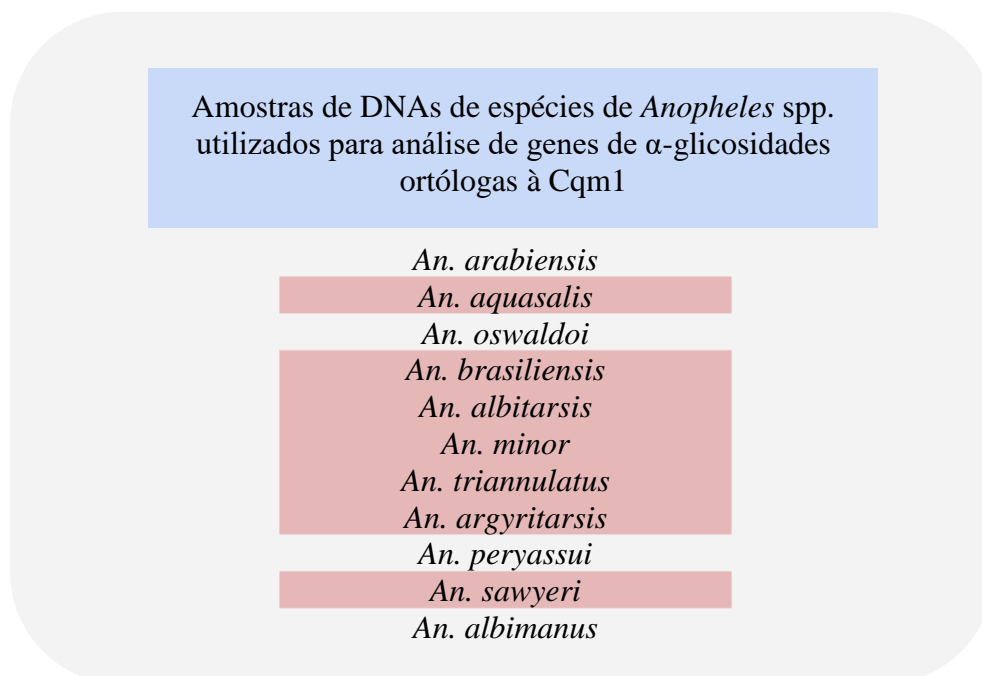 Amostras de DNAs de espécies de Anopheles spp.
utilizados para análise de genes de α-glicosidades
ortólogas à Cqm1
An. arabiensis
An. aquasalis
An. oswaldoi
An. brasiliensis
An. albitarsis
An. minor
An. triannulatus
An. argyritarsis
An. peryassui
An. sawyeri
An. albimanus